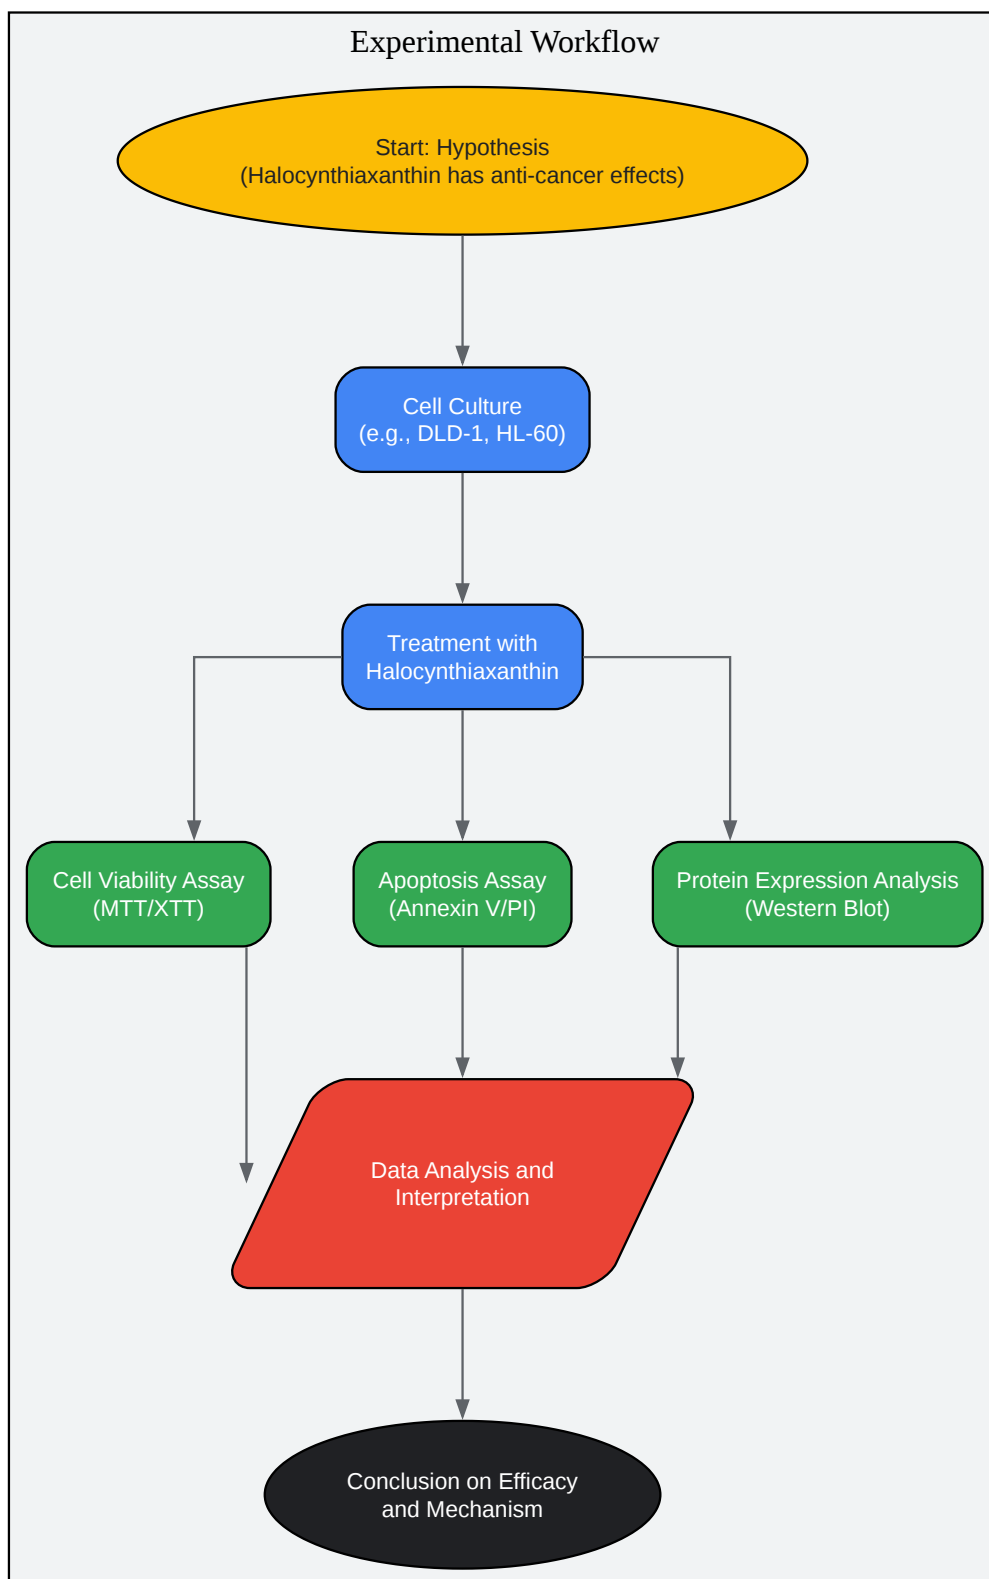 Experimental Workflow
Start: Hypothesis
(Halocynthiaxanthin has anti-cancer effects)
Cell Culture
(e.g., DLD-1, HL-60)
Treatment with
Halocynthiaxanthin
Cell Viability Assay
(MTT/XTT)
Apoptosis Assay
(Annexin V/PI)
Protein Expression Analysis
(Western Blot)
Data Analysis and
Interpretation
Conclusion on Efficacy
and Mechanism